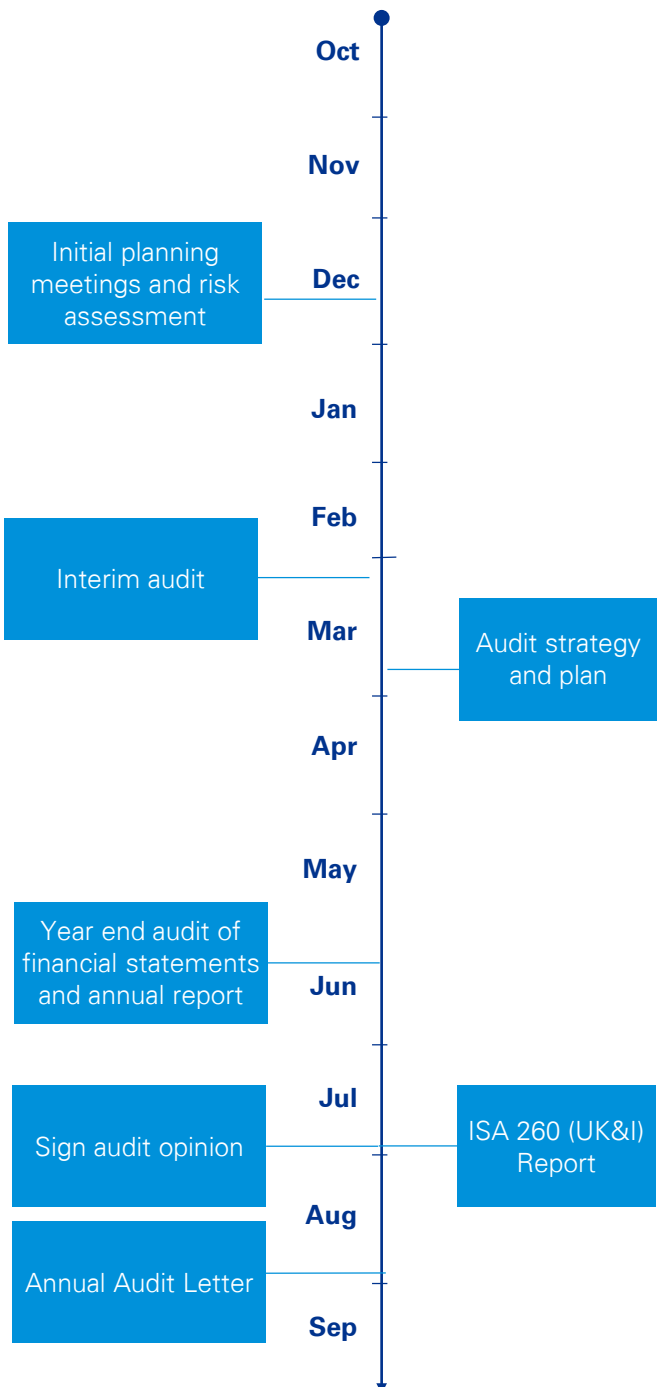 Oct
Nov
Initial planning
meetings and risk
assessment
Dec
Jan
Feb
Interim audit
Mar
Audit strategy
and plan
Apr
May
Year end audit of
financial statements
and annual report
Jun
Jul
Sign audit opinion
ISA 260 (UK&I)
Report
Aug
Annual Audit Letter
Sep